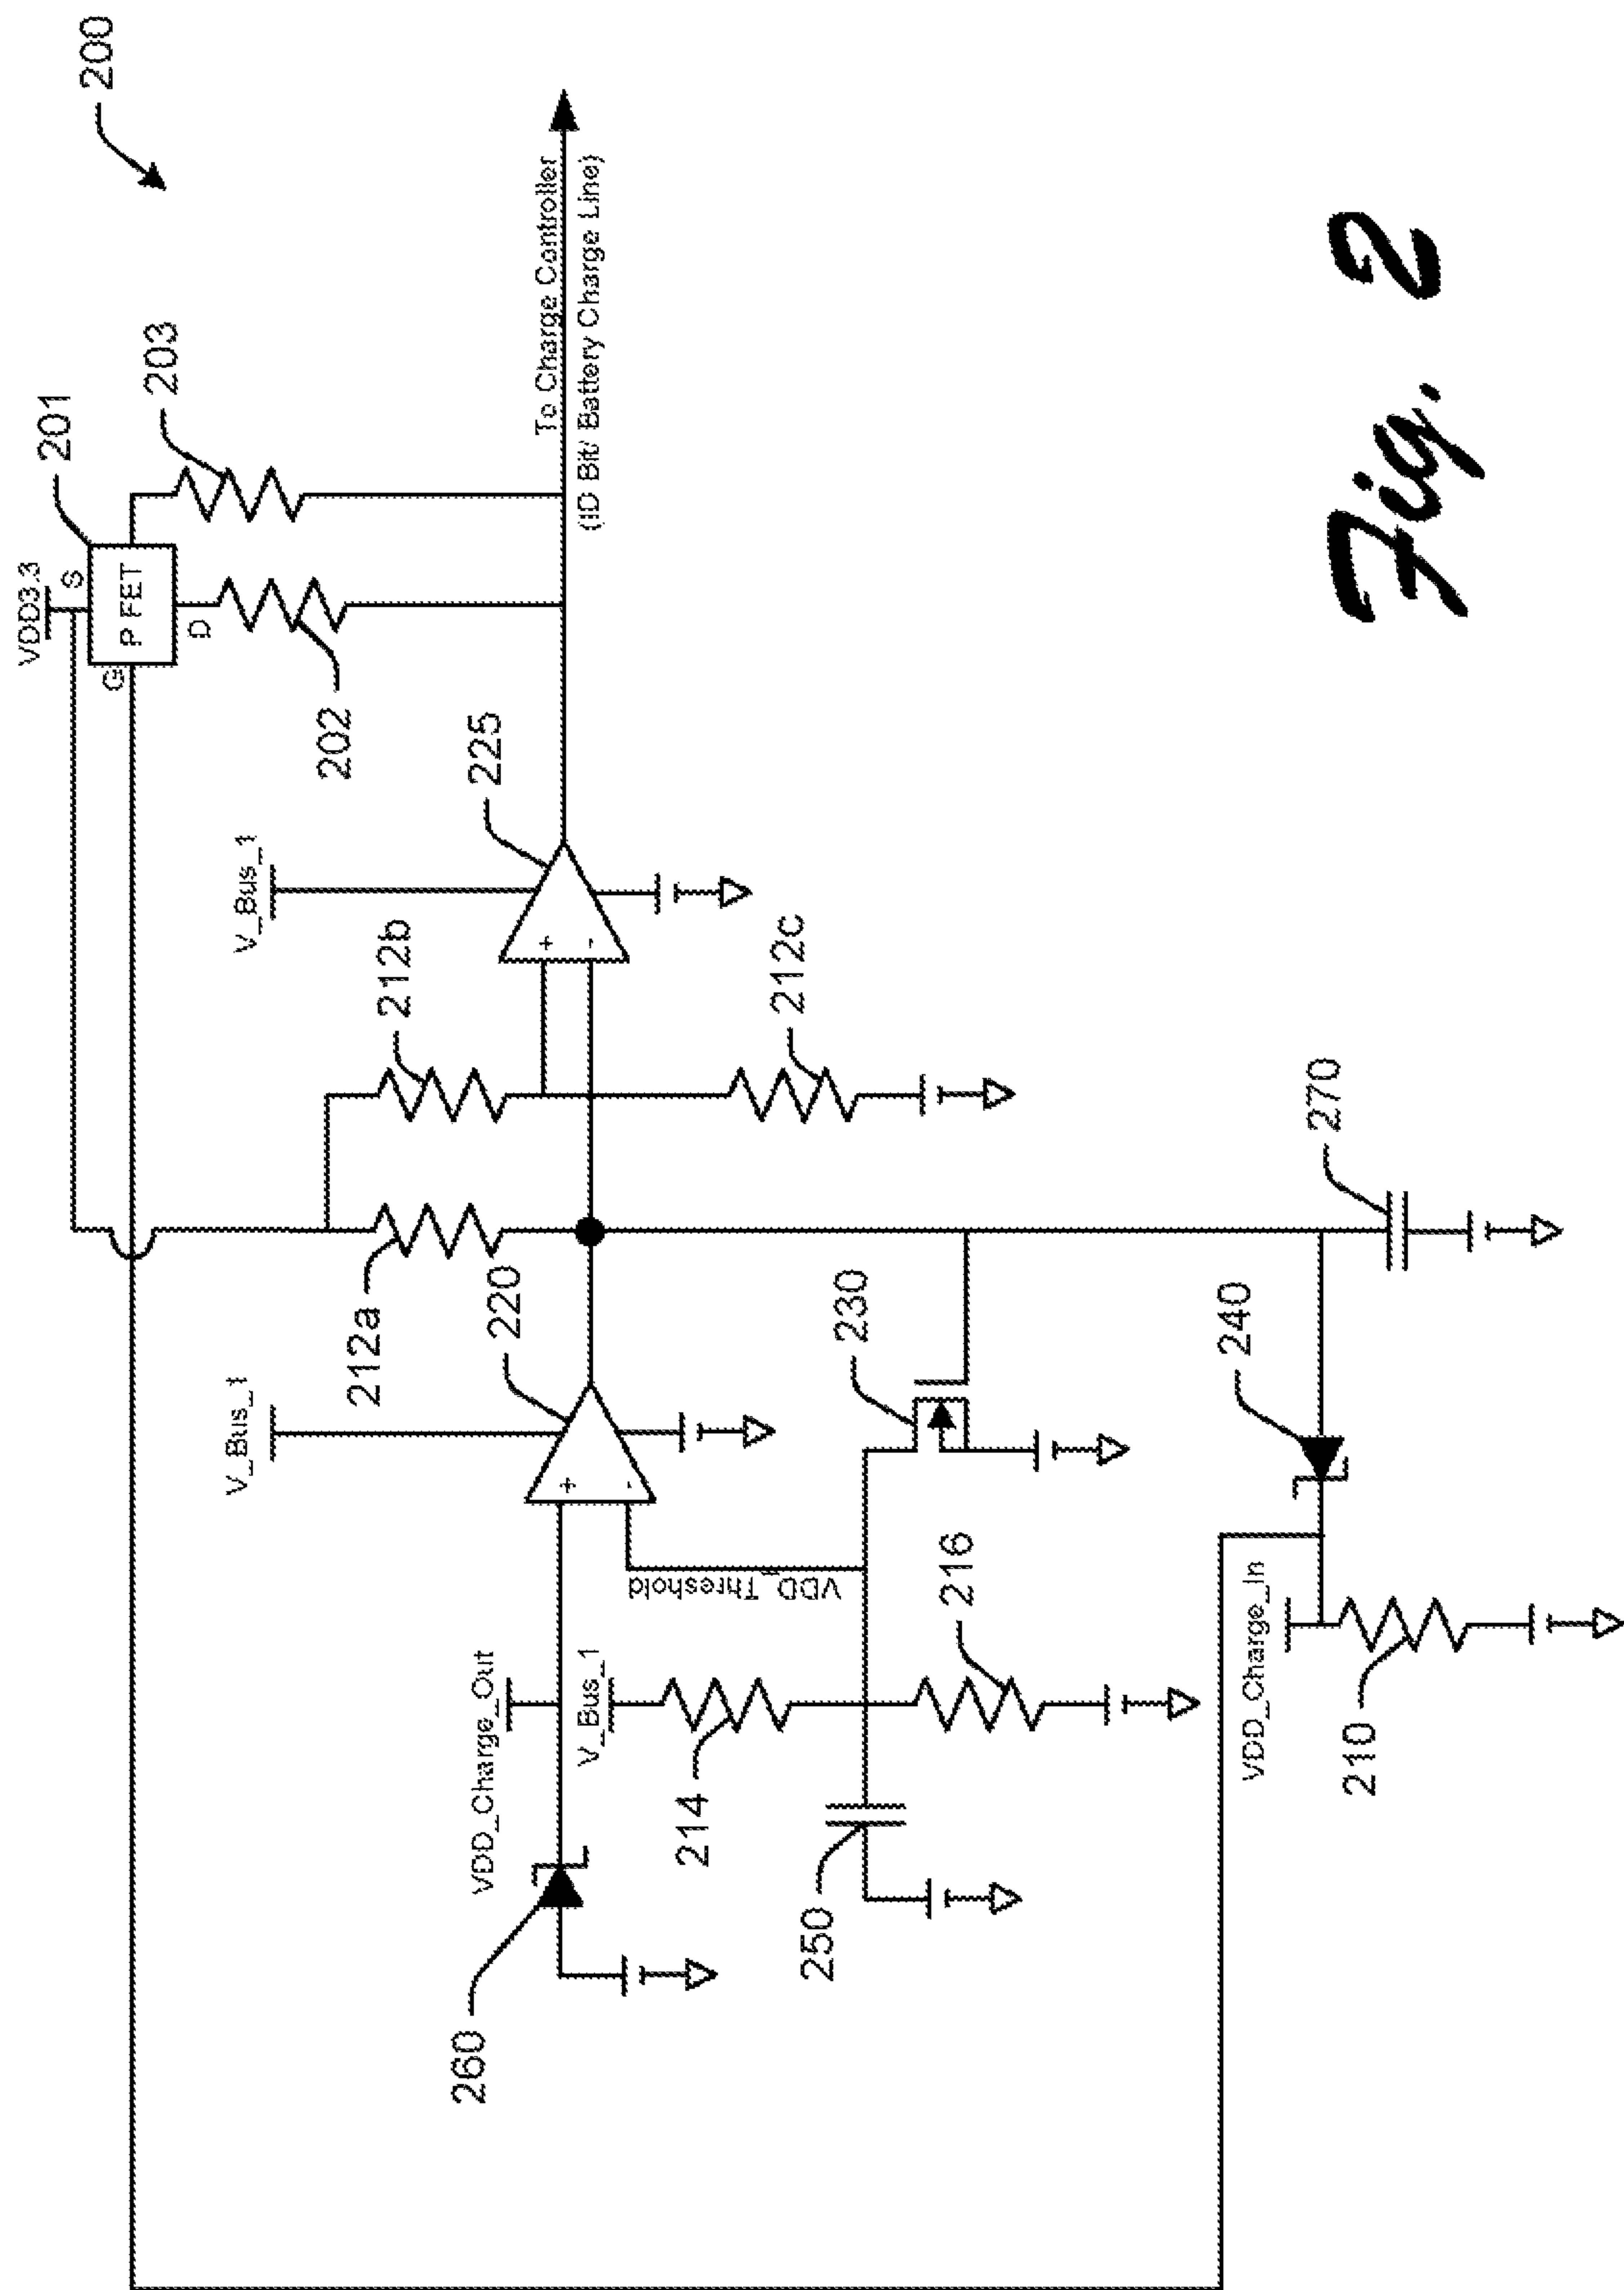 200
VDD3.3
S
201
G
P FET
D
203
202
To Charge Controller
(ID Bit/ Battery Charge Line)
V_Bus_1
225
+
-
212b
212c
212a
V_Bus_1
220
+
-
VDD_Threshold
230
VDD_Charge_Out
V_Bus_1
214
216
250
260
240
270
VDD_Charge_In
210
Fig. 2